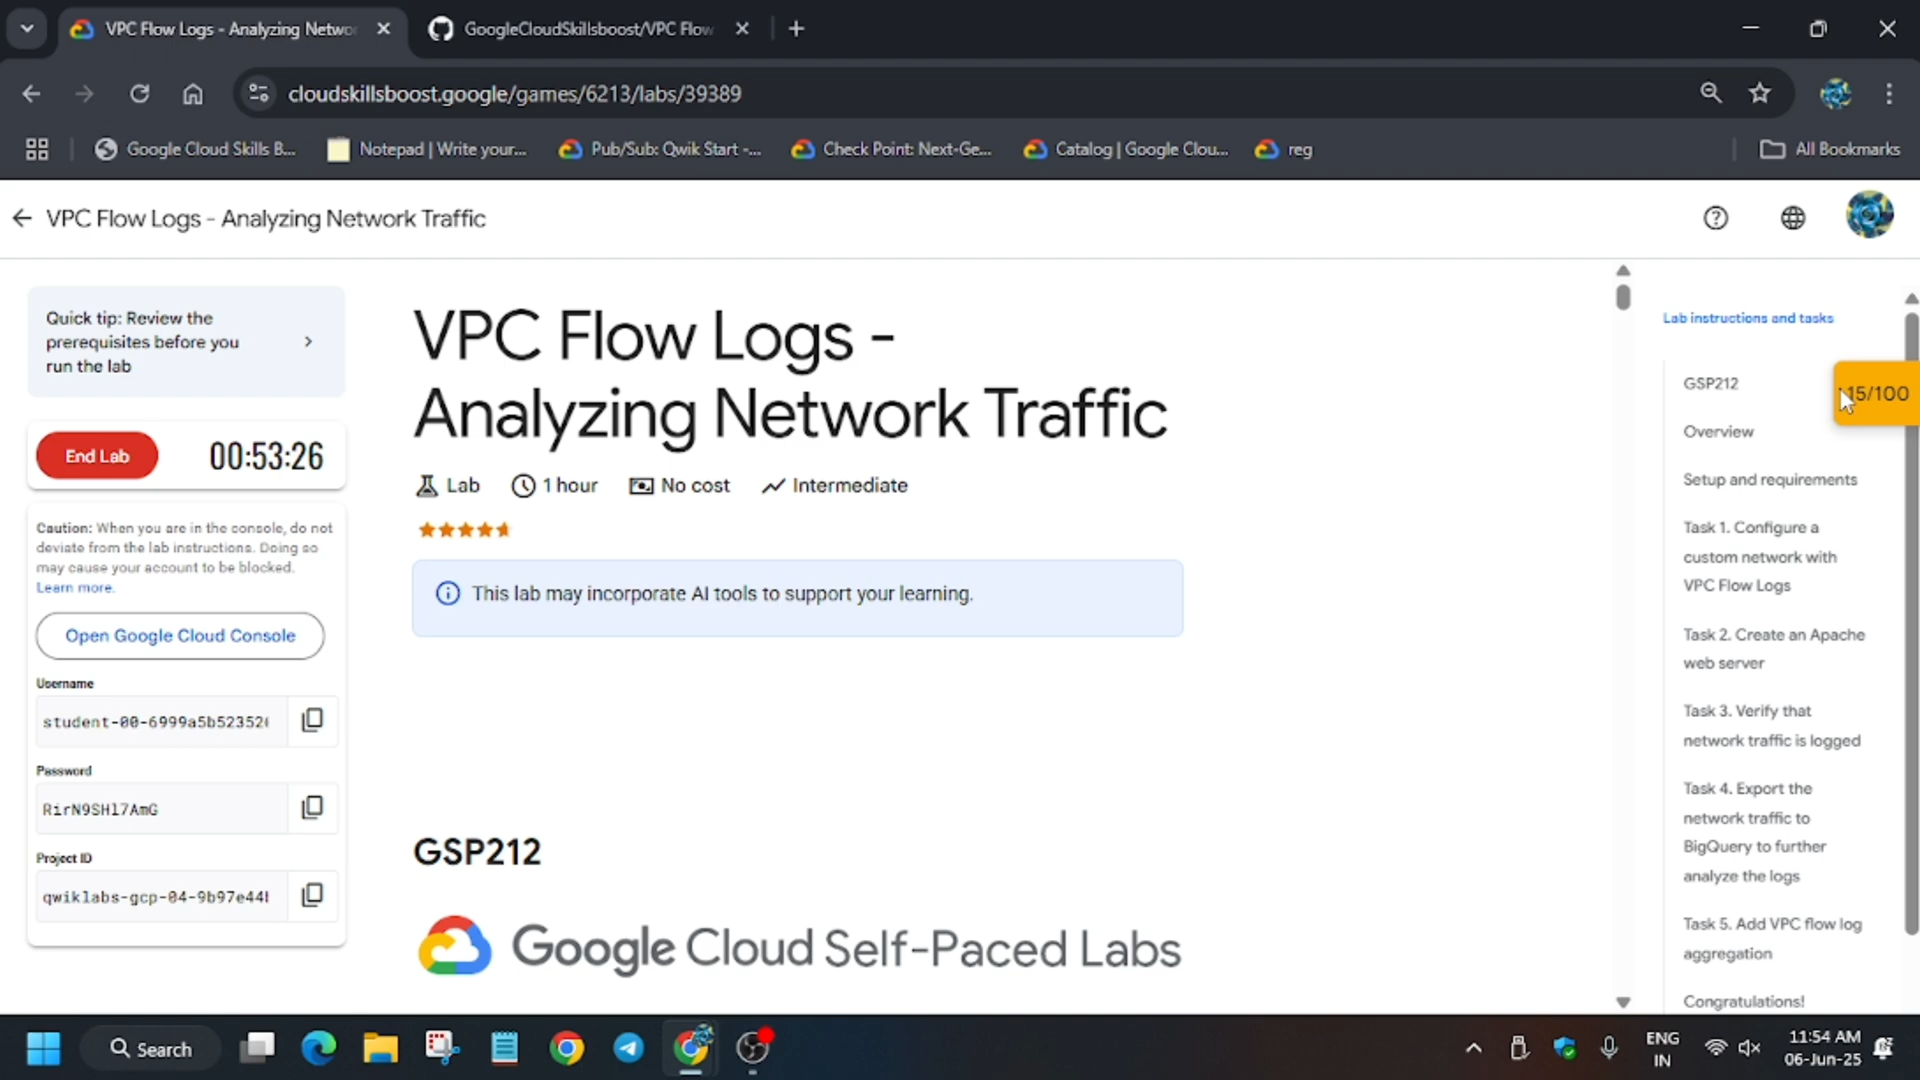 VPC Flow Logs - Analyzing Netwo
GoogleCloudSkillsboost/VPC Flow
cloudskillsboost.google/games/6213/labs/39389
Google Cloud Skills B...
Notepad | Write your...
Pub/Sub: Qwik Start -...
Check Point: Next-Ge...
Catalog | Google Clou...
reg
All Bookmarks
VPC Flow Logs - Analyzing Network Traffic
Quick tip: Review the
prerequisites before you
run the lab
End Lab
00:53:26
Caution: When you are in the console, do not
deviate from the lab instructions. Doing so
may cause your account to be blocked.
Learn more.
Open Google Cloud Console
Username
student-00-6999a5b52352
Password
RirN9SHl7AmG
Project ID
qwiklabs-gcp-04-9b97e44
VPC Flow Logs -
Analyzing Network Traffic
Lab
1 hour
No cost
Intermediate
This lab may incorporate AI tools to support your learning.
GSP212
Google Cloud Self-Paced Labs
Lab instructions and tasks
GSP212
15/100
Overview
Setup and requirements
Task 1. Configure a
custom network with
VPC Flow Logs
Task 2. Create an Apache
web server
Task 3. Verify that
network traffic is logged
Task 4. Export the
network traffic to
BigQuery to further
analyze the logs
Task 5. Add VPC flow log
aggregation
Congratulations!
Search
ENG
IN
11:54 AM
06-Jun-25